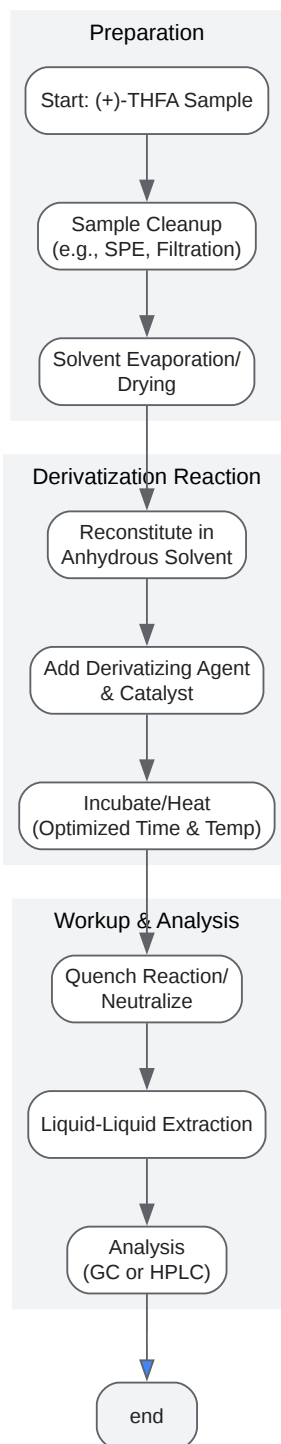 Preparation
Start: (+)-THFA Sample
Sample Cleanup
(e.g., SPE, Filtration)
Solvent Evaporation/
Drying
Derivatization Reaction
Reconstitute in
Anhydrous Solvent
Add Derivatizing Agent
& Catalyst
Incubate/Heat
(Optimized Time & Temp)
Workup & Analysis
Quench Reaction/
Neutralize
Liquid-Liquid Extraction
Analysis
(GC or HPLC)
end